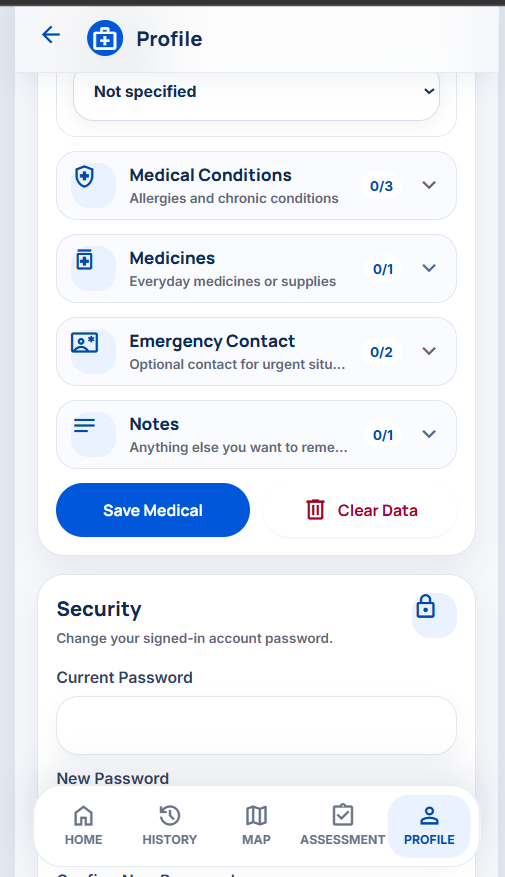 Profile
Not specified
Medical Conditions
Allergies and chronic conditions
0/3
Medicines
Everyday medicines or supplies
0/1
Emergency Contact
Optional contact for urgent situ...
0/2
Notes
Anything else you want to reme...
0/1
Save Medical
Clear Data
Security
Change your signed-in account password.
Current Password
New Password
HOME
HISTORY
MAP
ASSESSMENT
PROFILE